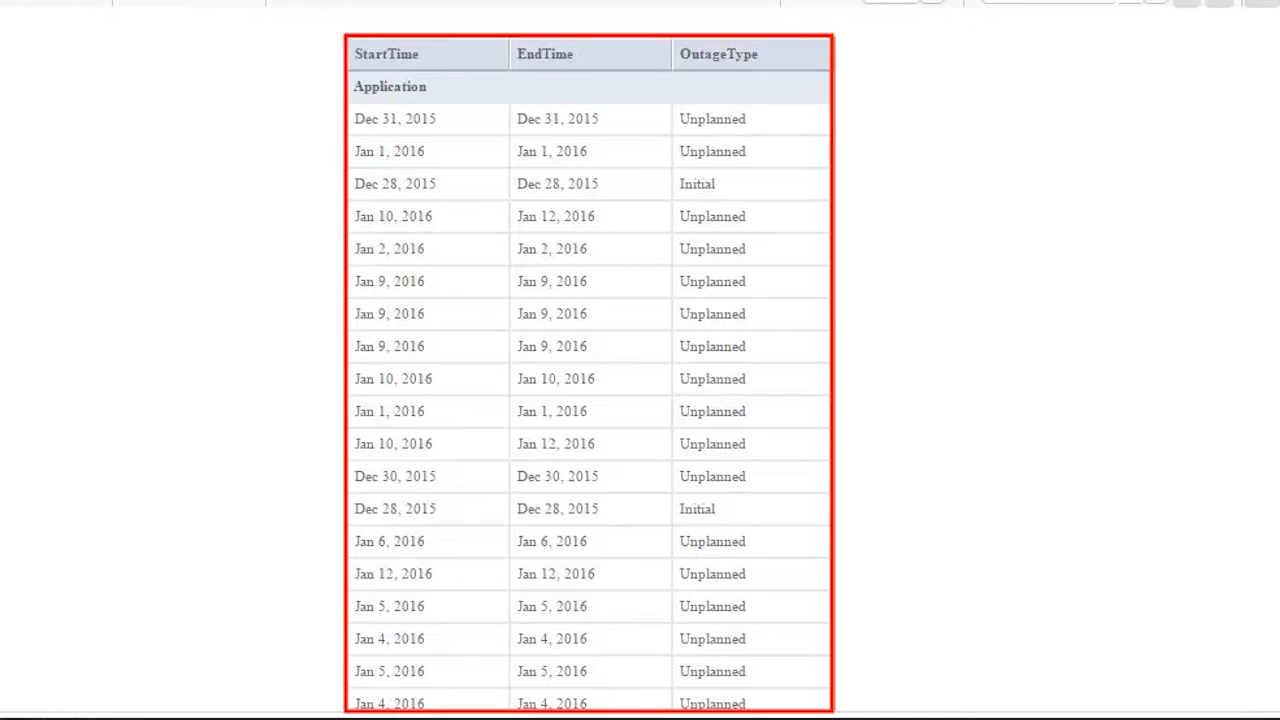 StartTime EndTime OutageType
Application
Dec 31, 2015 Dec 31, 2015 Unplanned
Jan 1, 2016 Jan 1, 2016 Unplanned
Dec 28, 2015 Dec 28, 2015 Initial
Jan 10, 2016 Jan 12, 2016 Unplanned
Jan 2, 2016 Jan 2, 2016 Unplanned
Jan 9, 2016 Jan 9, 2016 Unplanned
Jan 9, 2016 Jan 9, 2016 Unplanned
Jan 9, 2016 Jan 9, 2016 Unplanned
Jan 10, 2016 Jan 10, 2016 Unplanned
Jan 1, 2016 Jan 1, 2016 Unplanned
Jan 10, 2016 Jan 12, 2016 Unplanned
Dec 30, 2015 Dec 30, 2015 Unplanned
Dec 28, 2015 Dec 28, 2015 Initial
Jan 6, 2016 Jan 6, 2016 Unplanned
Jan 12, 2016 Jan 12, 2016 Unplanned
Jan 5, 2016 Jan 5, 2016 Unplanned
Jan 4, 2016 Jan 4, 2016 Unplanned
Jan 5, 2016 Jan 5, 2016 Unplanned
Jan 4, 2016 Jan 4, 2016 Unplanned